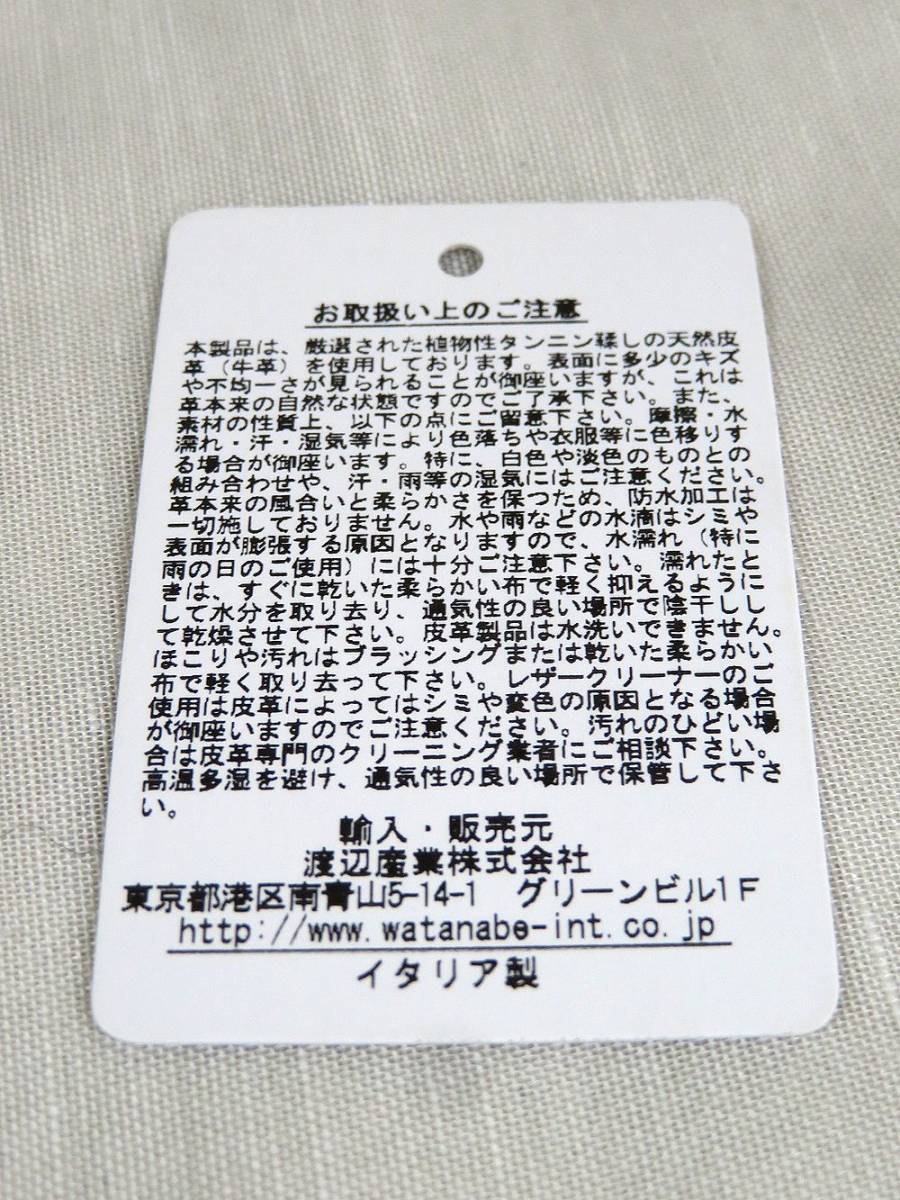 お取扱い上のご注意
本製品は、厳選された植物性タンニン鞣しの天然皮
革（牛革）を使用しております。表面に多少のキズ
や不均一さが見られることが御座いますが、これは
革本来の自然な状態ですのでご了承下さい。また、
素材の性質上、以下の点にご留意下さい。摩擦・水
濡れ・汗・湿気等により色落ちや衣服等に色移りす
る場合が御座います。特に、白色や淡色のものとの
組み合わせや、汗・雨等の湿気にはご注意ください。
革本来の風合いと柔らかさを保つため、防水加工は
一切施しておりません。水や雨などの水滴はシミや
表面が膨張する原因となりますので、水濡れ（特に
雨の日のご使用）には十分ご注意下さい。濡れたと
きは、すぐに乾いた柔らかい布で軽く抑えるように
して水分を取り去り、通気性の良い場所で陰干しし
て乾燥させて下さい。皮革製品は水洗いできません。
ほこりや汚れはブラッシングまたは乾いた柔らかい
布で軽く取り去って下さい。レザークリーナーのご
使用は皮革によってはシミや変色の原因となる場合
が御座いますのでご注意ください。汚れのひどい場
合は皮革専門のクリーニング業者にご相談下さい。
高温多湿を避け、通気性の良い場所で保管して下さ
い。
輸入・販売元
渡辺産業株式会社
東京都港区南青山5-14-1 グリーンビル1F
http://www.watanabe-int.co.jp
イタリア製